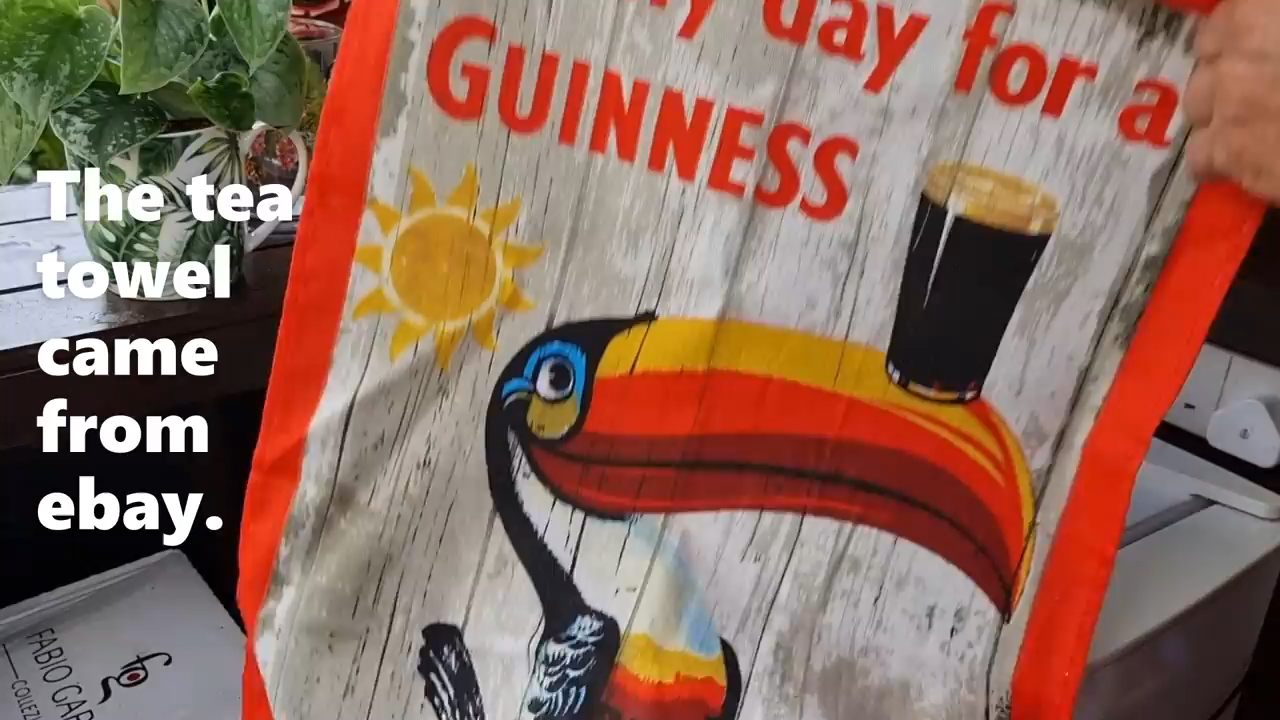 The tea
towel
came
from
ebay.
day for a
GUINNESS
FABIO